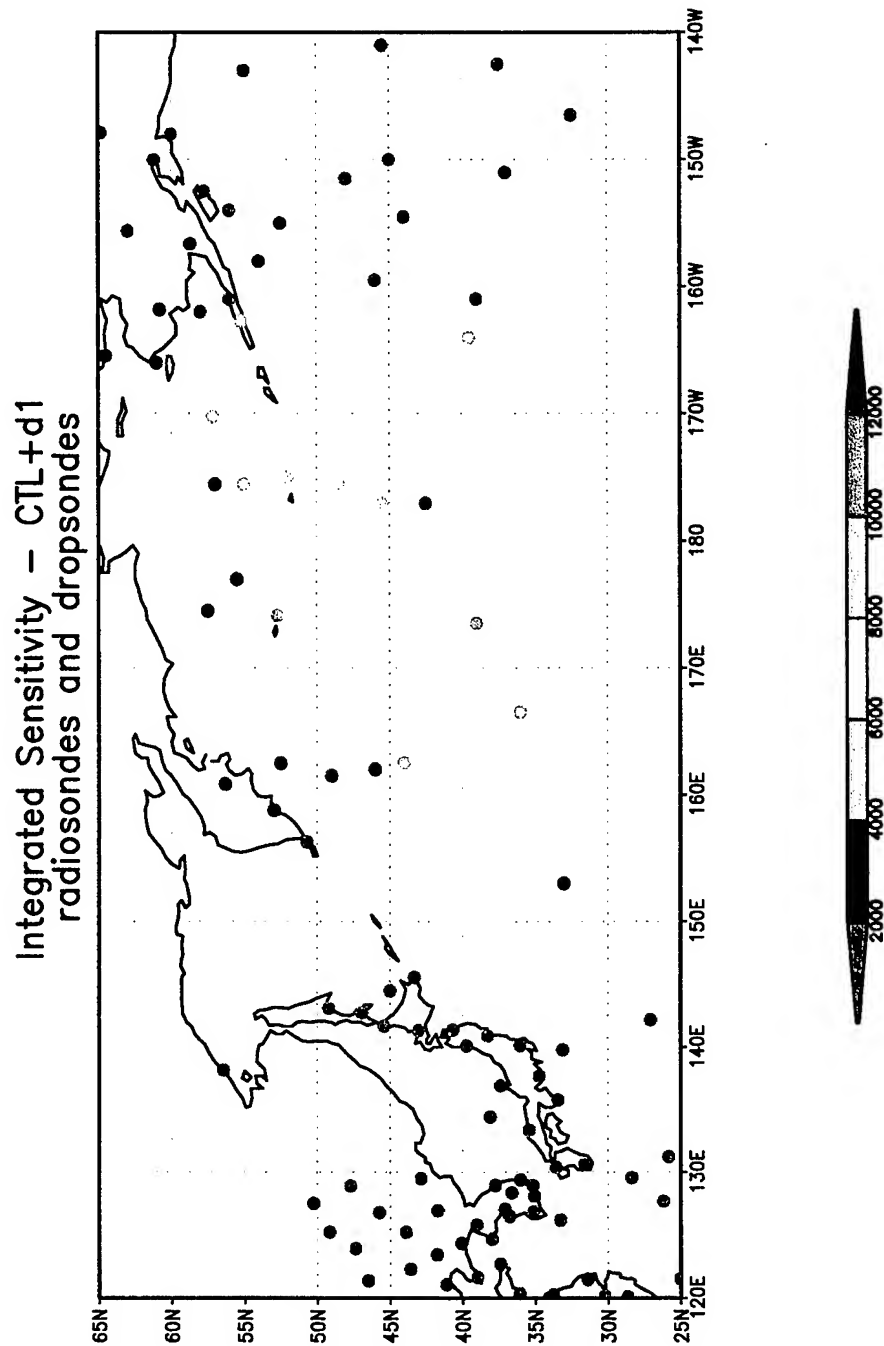 Integrated Sensitivity – CTL+d1
radiosondes and dropsondes
65N
60N
55N
50N
45N
40N
35N
30N
25N
120E
130E
140E
150E
160E
170E
180
170W
160W
150W
140W
2000
4000
6000
8000
10000
12000